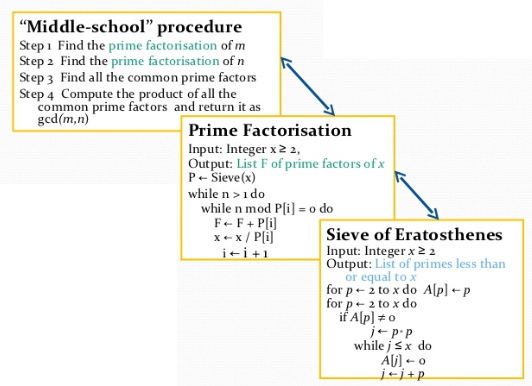 “Middle-school” procedure
Step 1 Find the prime factorisation of m
Step 2 Find the prime factorisation of n
Step 3 Find all the common prime factors
Step 4 Compute the product of all the
common prime factors and return it as
gcd(m,n)
Prime Factorisation
Input: Integer x ≥ 2,
Output: List F of prime factors of x
P ← Sieve(x)
while n > 1 do
while n mod P[i] = 0 do
F ← F + P[i]
x ← x / P[i]
i ← i + 1
Sieve of Eratosthenes
Input: Integer x ≥ 2
Output: List of primes less than
or equal to x
for p ← 2 to x do A[p] ← p
for p ← 2 to x do
if A[p] ≠ 0
j ← p * p
while j ≤ x do
A[j] ← 0
j ← j + p